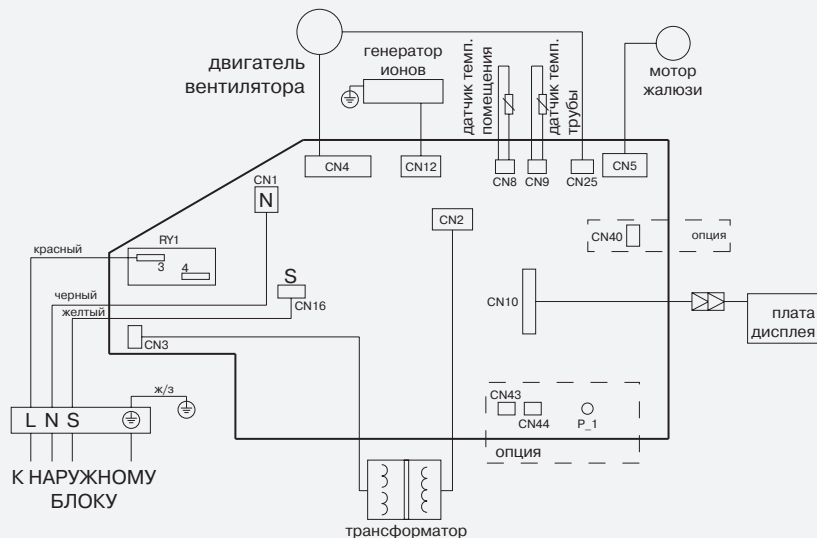 двигатель
вентилятора
генератор
ионов
датчик темп.
помещения
датчик темп.
трубы
мотор
жалюзи
CN4
CN12
CN8
CN9
CN25
CN5
CN1
N
CN2
RY1
3
4
красный
S
CN16
черный
желтый
CN3
CN40
опция
CN10
плата
дисплея
ж/з
L N S
CN43
CN44
P_1
опция
К НАРУЖНОМУ
БЛОКУ
трансформатор